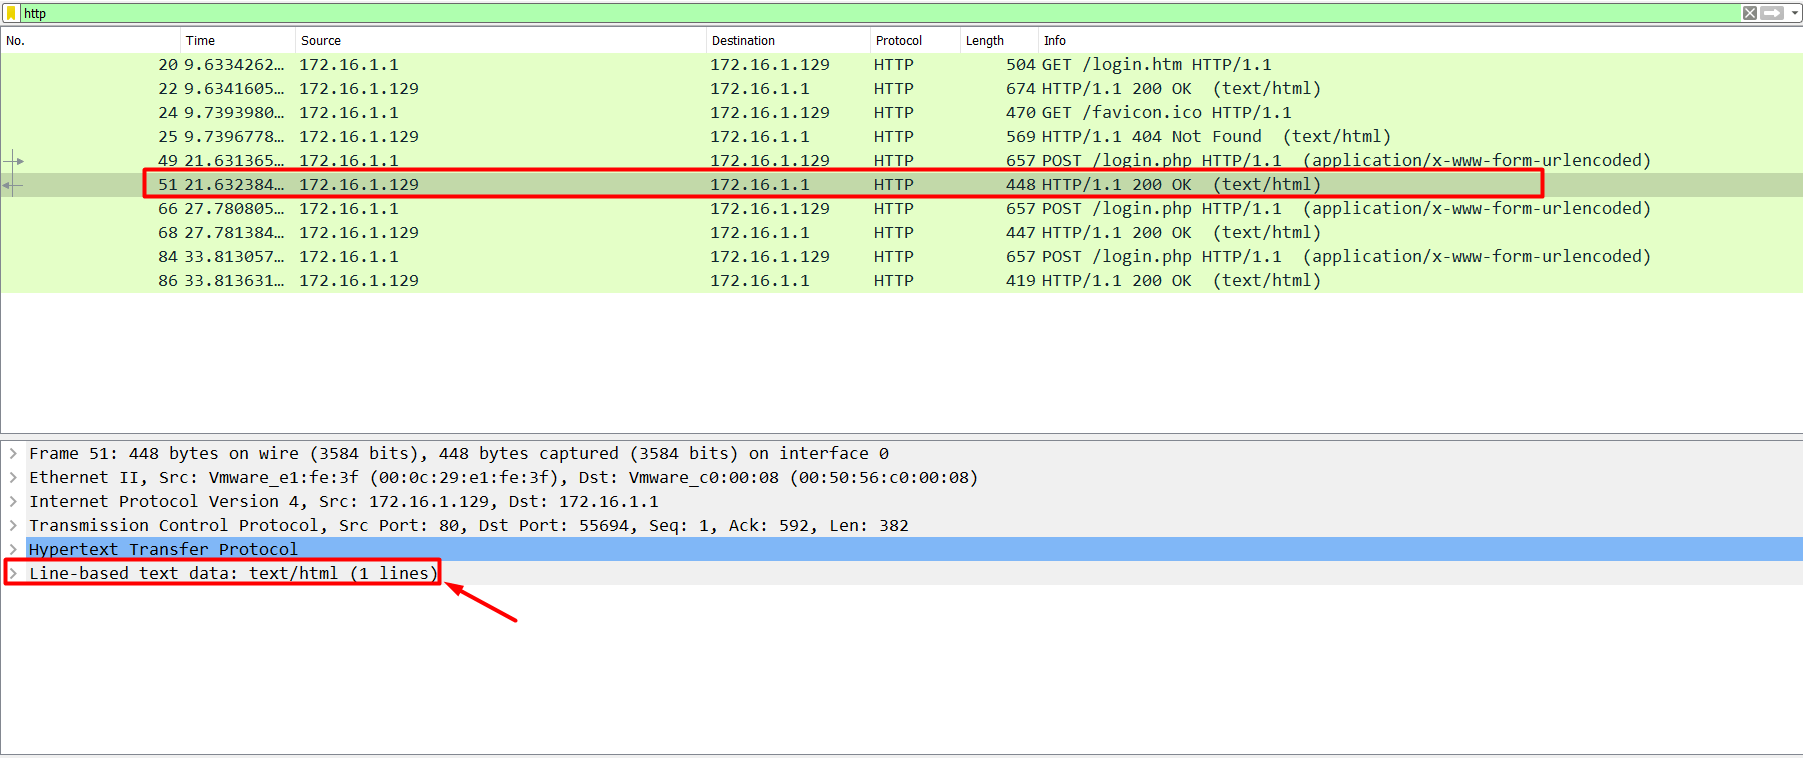 http
No. Time Source Destination Protocol Length Info
20 9.6334262… 172.16.1.1 172.16.1.129 HTTP 504 GET /login.htm HTTP/1.1
22 9.6341605… 172.16.1.129 172.16.1.1 HTTP 674 HTTP/1.1 200 OK (text/html)
24 9.7393980… 172.16.1.1 172.16.1.129 HTTP 470 GET /favicon.ico HTTP/1.1
25 9.7396778… 172.16.1.129 172.16.1.1 HTTP 569 HTTP/1.1 404 Not Found (text/html)
49 21.631365… 172.16.1.1 172.16.1.129 HTTP 657 POST /login.php HTTP/1.1 (application/x-www-form-urlencoded)
51 21.632384… 172.16.1.129 172.16.1.1 HTTP 448 HTTP/1.1 200 OK (text/html)
66 27.780805… 172.16.1.1 172.16.1.129 HTTP 657 POST /login.php HTTP/1.1 (application/x-www-form-urlencoded)
68 27.781384… 172.16.1.129 172.16.1.1 HTTP 447 HTTP/1.1 200 OK (text/html)
84 33.813057… 172.16.1.1 172.16.1.129 HTTP 657 POST /login.php HTTP/1.1 (application/x-www-form-urlencoded)
86 33.813631… 172.16.1.129 172.16.1.1 HTTP 419 HTTP/1.1 200 OK (text/html)
Frame 51: 448 bytes on wire (3584 bits), 448 bytes captured (3584 bits) on interface 0
Ethernet II, Src: Vmware_e1:fe:3f (00:0c:29:e1:fe:3f), Dst: Vmware_c0:00:08 (00:50:56:c0:00:08)
Internet Protocol Version 4, Src: 172.16.1.129, Dst: 172.16.1.1
Transmission Control Protocol, Src Port: 80, Dst Port: 55694, Seq: 1, Ack: 592, Len: 382
Hypertext Transfer Protocol
Line-based text data: text/html (1 lines)